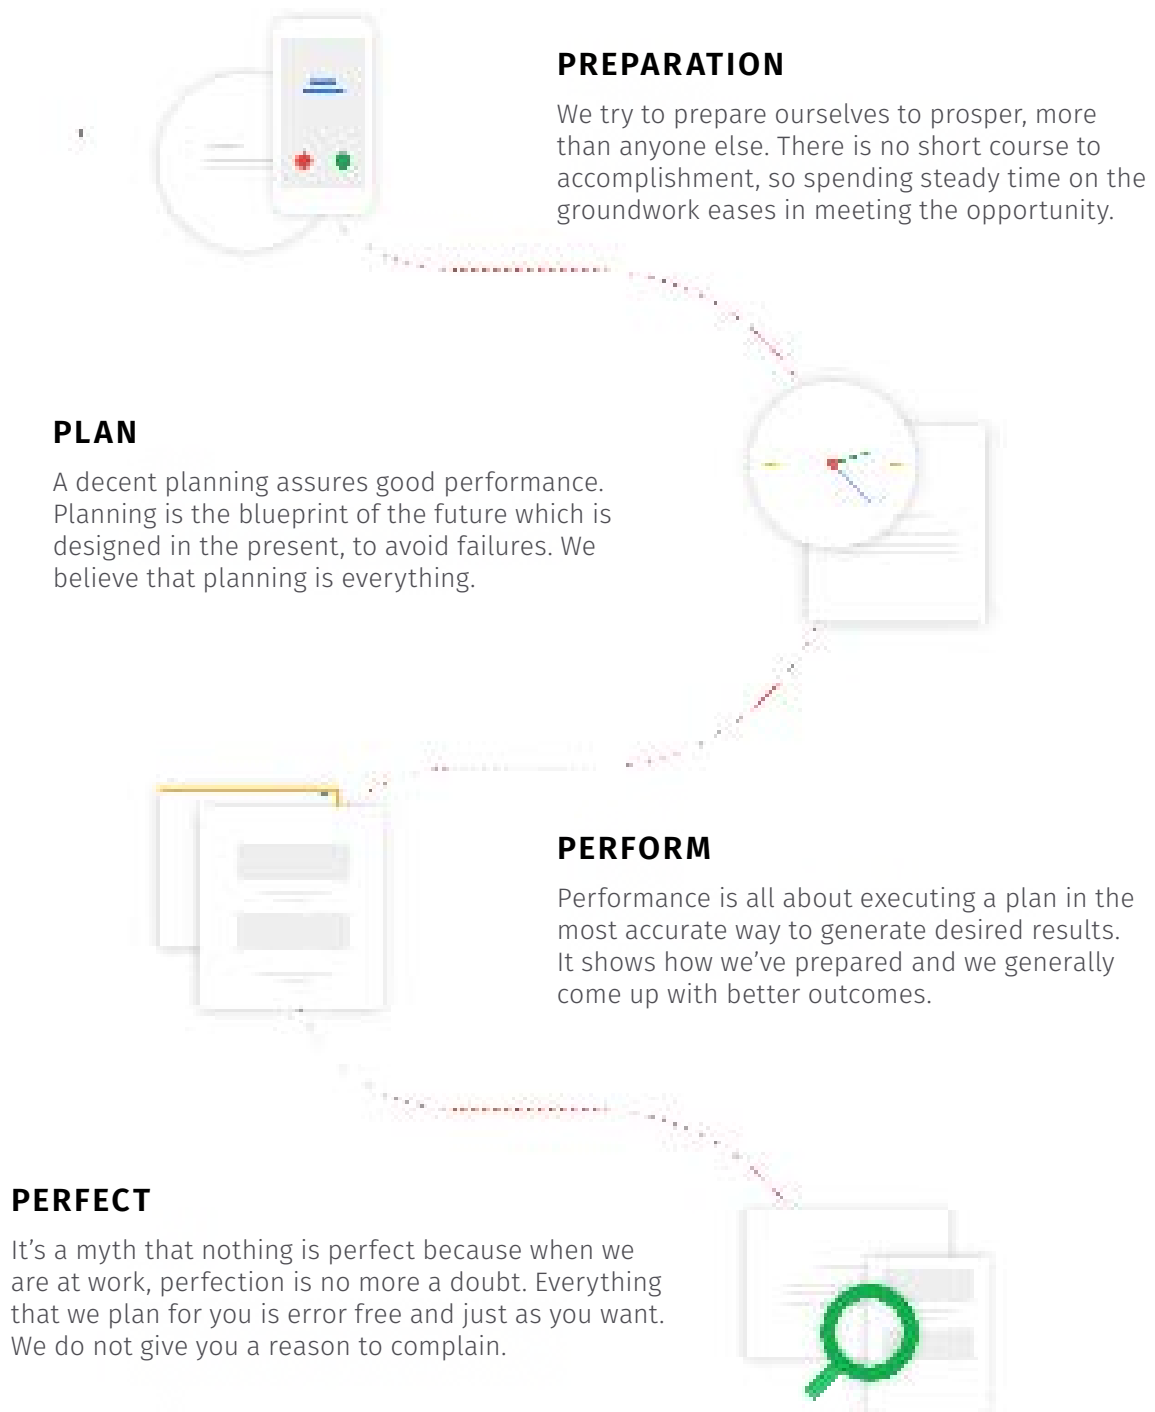 PREPARATION
We try to prepare ourselves to prosper, more
than anyone else. There is no short course to
accomplishment, so spending steady time on the
groundwork eases in meeting the opportunity.
PLAN
A decent planning assures good performance.
Planning is the blueprint of the future which is
designed in the present, to avoid failures. We
believe that planning is everything.
PERFORM
Performance is all about executing a plan in the
most accurate way to generate desired results.
It shows how we’ve prepared and we generally
come up with better outcomes.
PERFECT
It’s a myth that nothing is perfect because when we
are at work, perfection is no more a doubt. Everything
that we plan for you is error free and just as you want.
We do not give you a reason to complain.